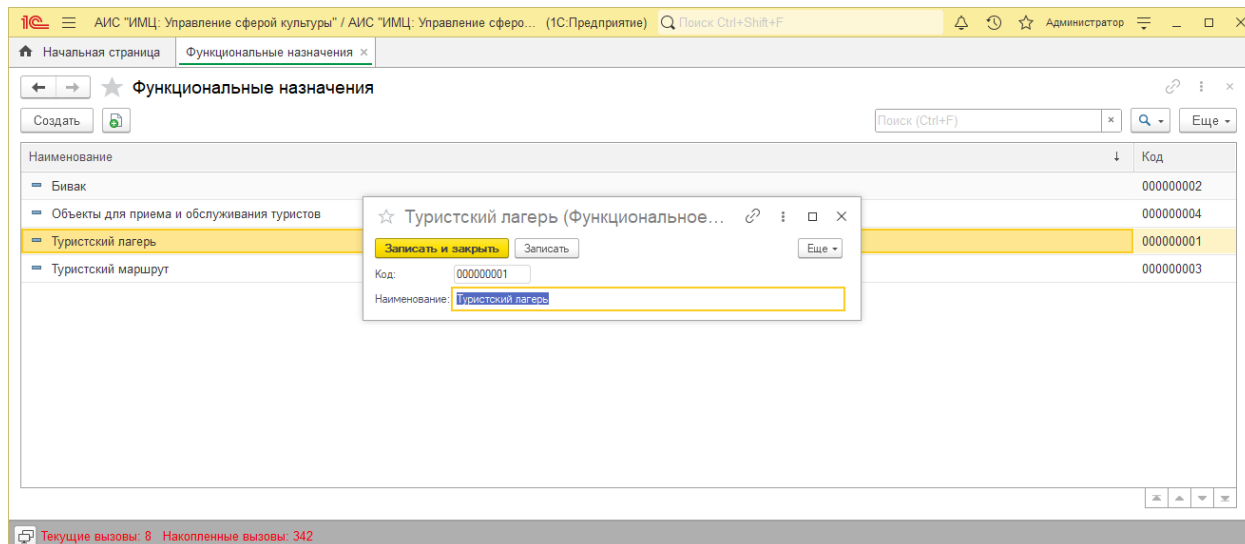 АИС "ИМЦ: Управление сферой культуры" / АИС "ИМЦ: Управление сферо... (1С:Предприятие) Поиск Ctrl+Shift+F Администратор
Начальная страница Функциональные назначения ×
Функциональные назначения
Создать Поиск (Ctrl+F) × Еще
Наименование ↓ Код
Бивак 000000002
Объекты для приема и обслуживания туристов 000000004
Туристский лагерь 000000001
Туристский маршрут 000000003
Туристский лагерь (Функциональное...
Записать и закрыть Записать Еще
Код: 000000001
Наименование: Туристский лагерь
Текущие вызовы: 8 Накопленные вызовы: 342